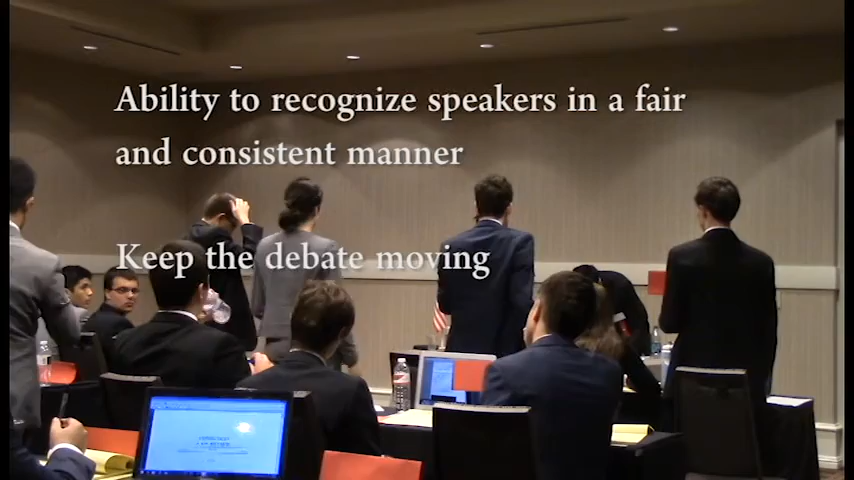 Ability to recognize speakers in a fair
and consistent manner
Keep the debate moving